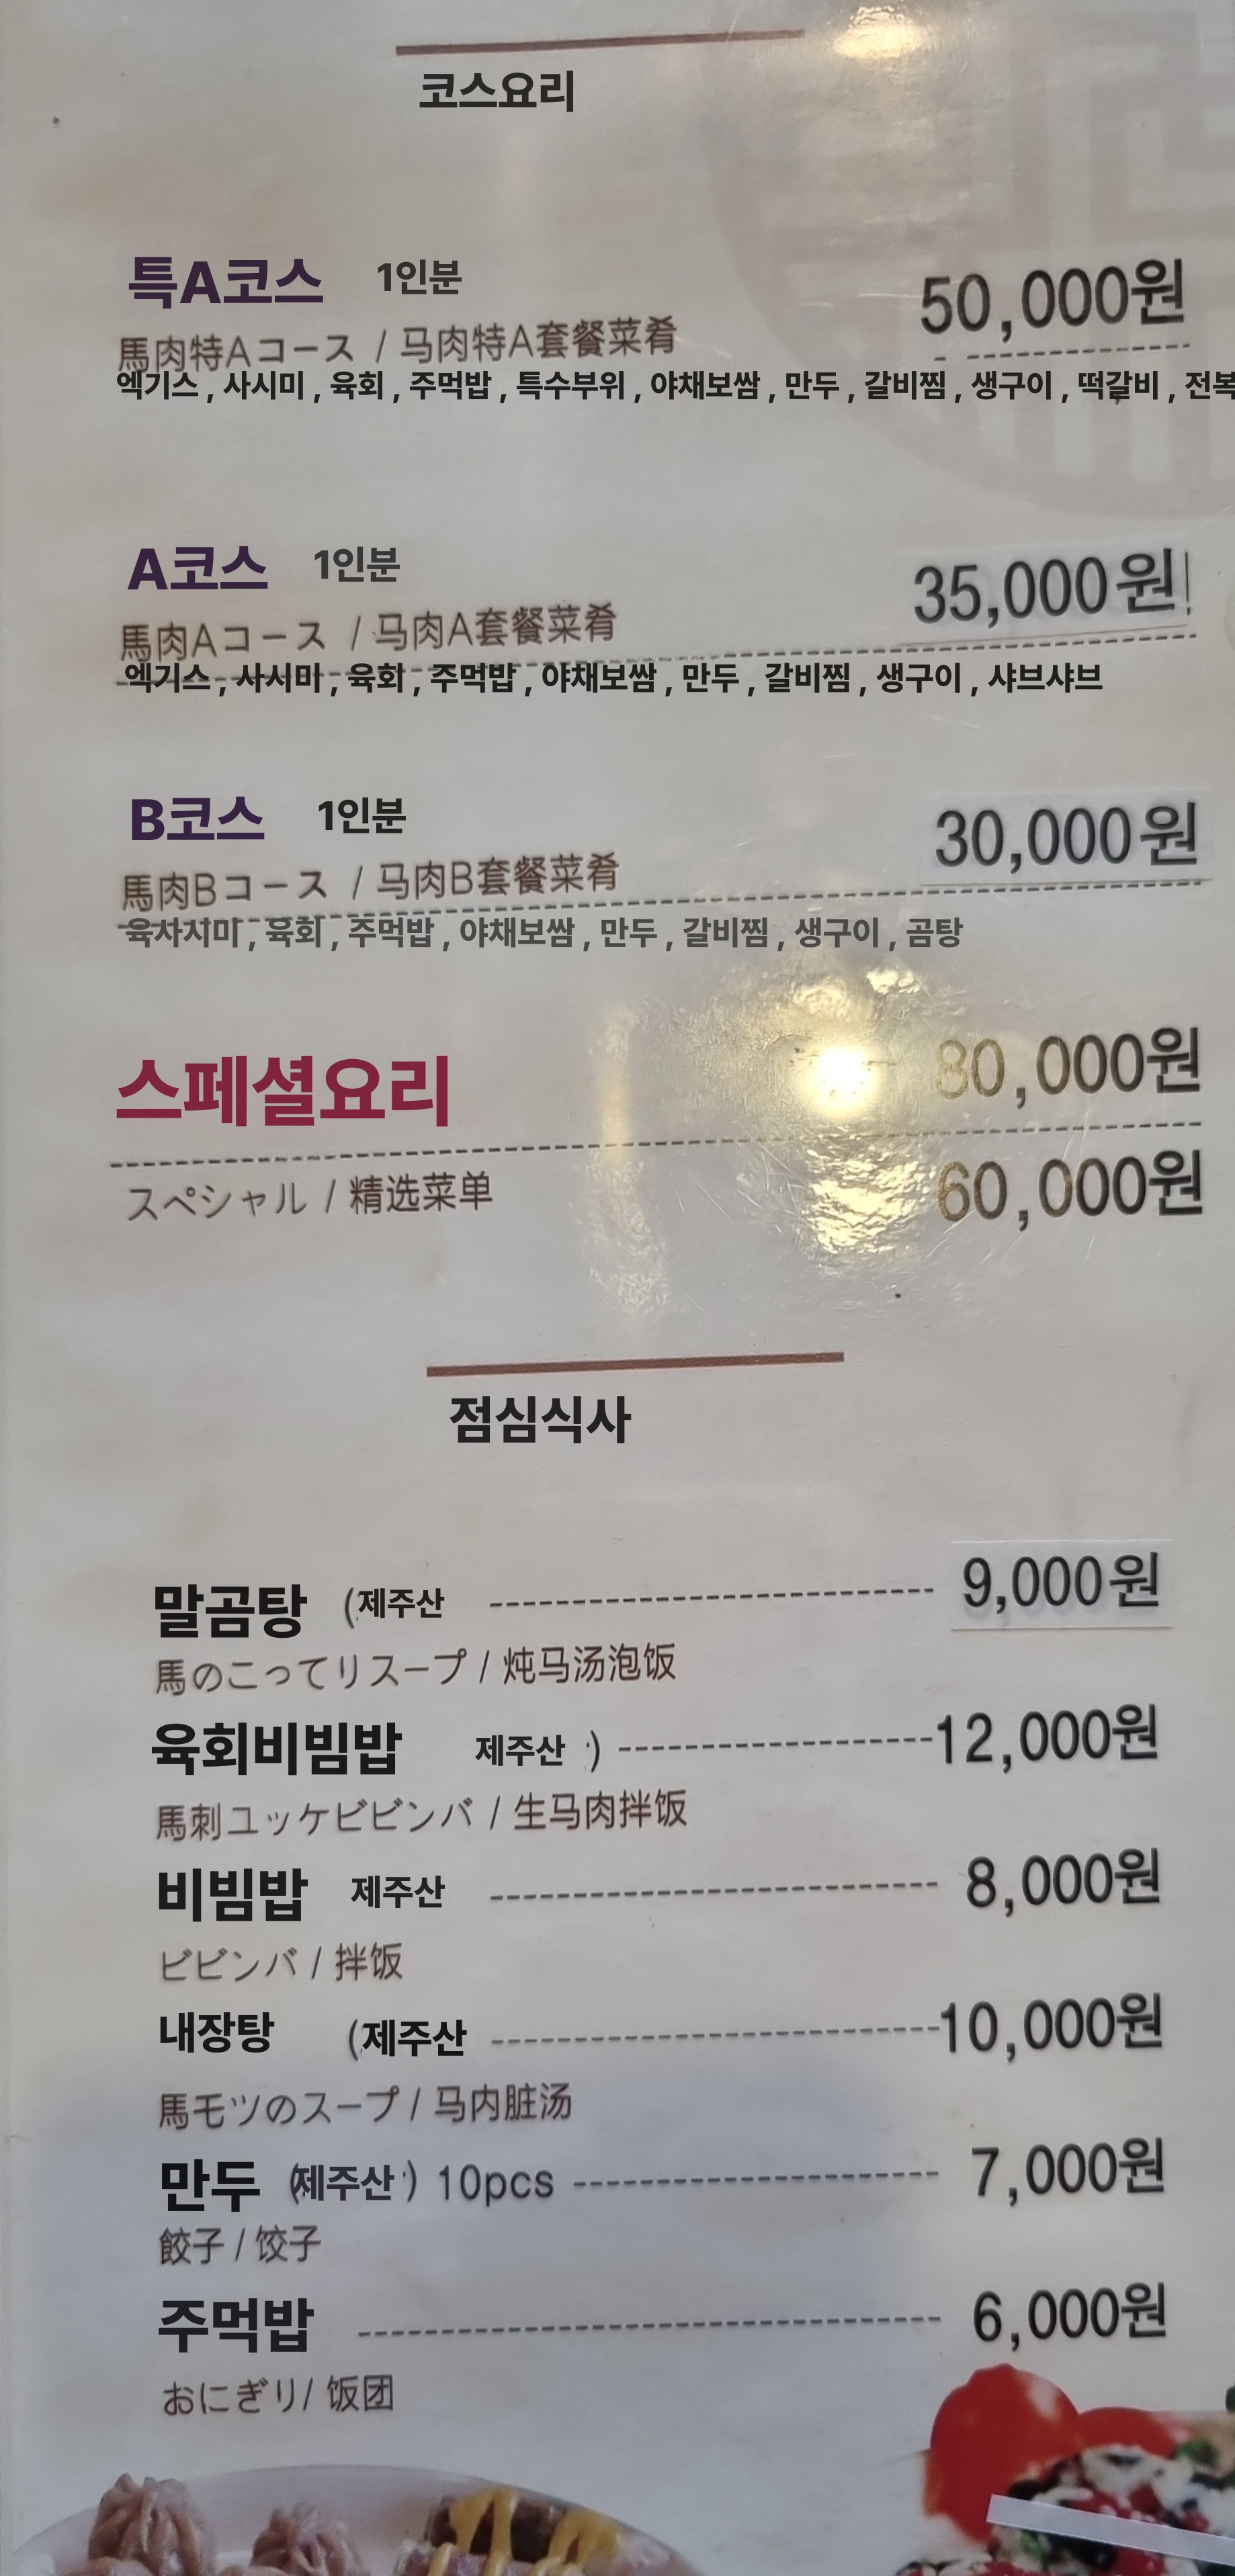 코스요리
특A코스 1인분 50,000원
馬肉特Aコース / 马肉特A套餐菜肴
엑기스 , 사시미 , 육회 , 주먹밥 , 특수부위 , 야채보쌈 , 만두 , 갈비찜 , 생구이 , 떡갈비 , 전복
A코스 1인분 35,000원
馬肉Aコース / 马肉A套餐菜肴
엑기스 , 사시미 , 육회 , 주먹밥 , 야채보쌈 , 만두 , 갈비찜 , 생구이 , 샤브샤브
B코스 1인분 30,000원
馬肉Bコース / 马肉B套餐菜肴
육사시미 , 육회 , 주먹밥 , 야채보쌈 , 만두 , 갈비찜 , 생구이 , 곰탕
스페셜요리 80,000원
スペシャル / 精选菜单 60,000원
점심식사
말곰탕 (제주산 9,000원
馬のこってりスープ / 炖马汤泡饭
육회비빔밥 제주산 ) 12,000원
馬刺ユッケビビンバ / 生马肉拌饭
비빔밥 제주산 8,000원
ビビンバ / 拌饭
내장탕 (제주산 10,000원
馬モツのスープ / 马内脏汤
만두 (제주산 ) 10pcs 7,000원
餃子 / 饺子
주먹밥 6,000원
おにぎり/ 饭团